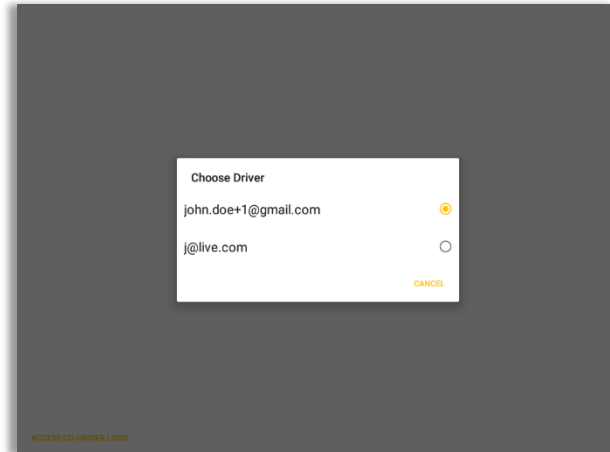 Choose Driver
john.doe+1@gmail.com
j@live.com
CANCEL
ACCESS CO-DRIVER LOGS